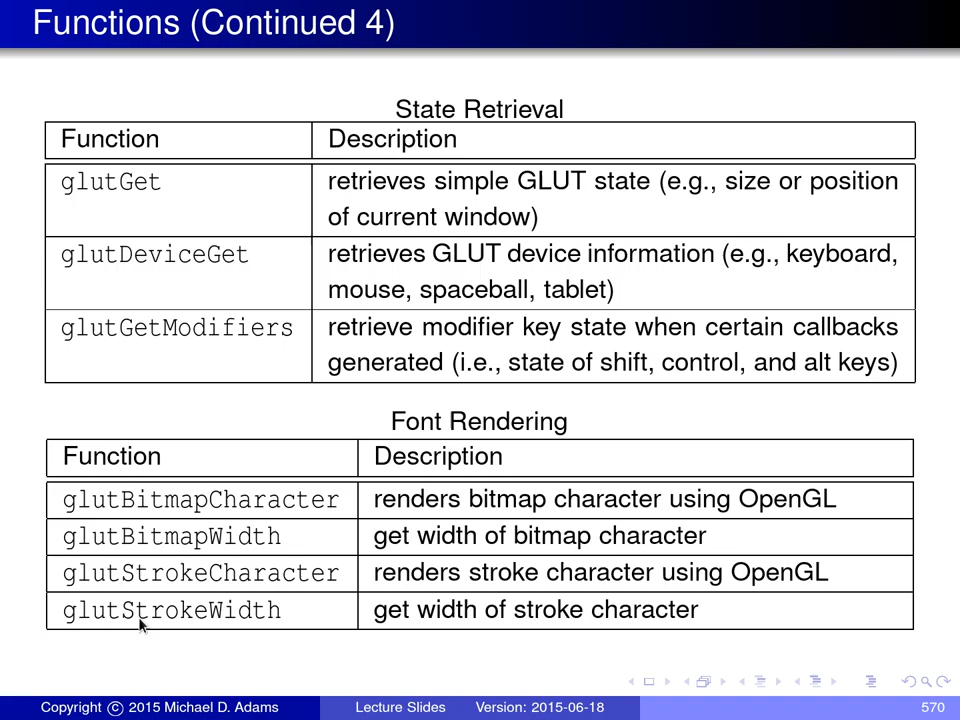 Functions (Continued 4)
State Retrieval
Function Description
glutGet retrieves simple GLUT state (e.g., size or position
of current window)
glutDeviceGet retrieves GLUT device information (e.g., keyboard,
mouse, spaceball, tablet)
glutGetModifiers retrieve modifier key state when certain callbacks
generated (i.e., state of shift, control, and alt keys)
Font Rendering
Function Description
glutBitmapCharacter renders bitmap character using OpenGL
glutBitmapWidth get width of bitmap character
glutStrokeCharacter renders stroke character using OpenGL
glutStrokeWidth get width of stroke character
Copyright © 2015 Michael D. Adams Lecture Slides Version: 2015-06-18 570